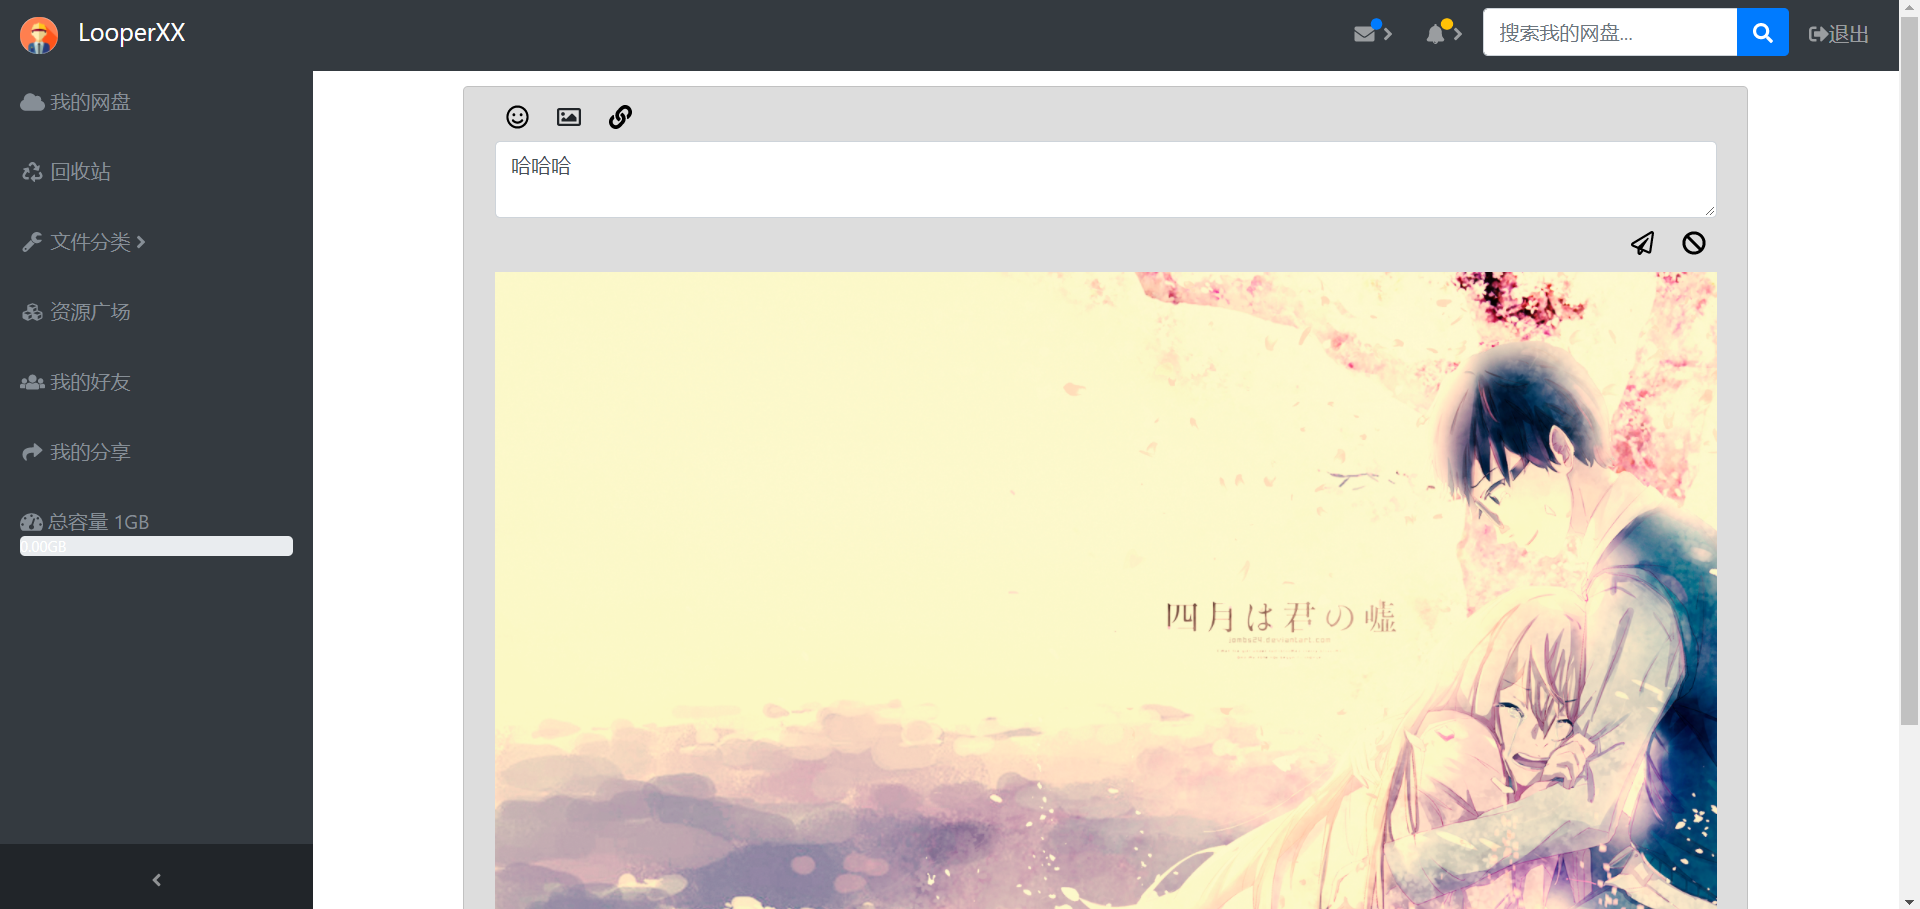 LooperXX
搜索我的网盘...
退出
我的网盘
回收站
文件分类
资源广场
我的好友
我的分享
总容量 1GB
0.00GB
哈哈哈
四月は君の嘘